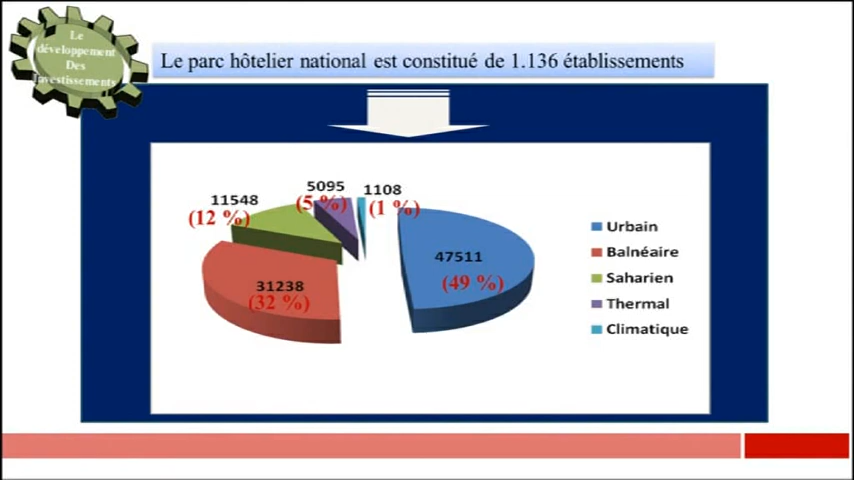 Le
développement
Des
Investissements
Le parc hôtelier national est constitué de 1.136 établissements
5095
(5 %)
1108
(1 %)
11548
(12 %)
47511
(49 %)
31238
(32 %)
Urbain
Balnéaire
Saharien
Thermal
Climatique